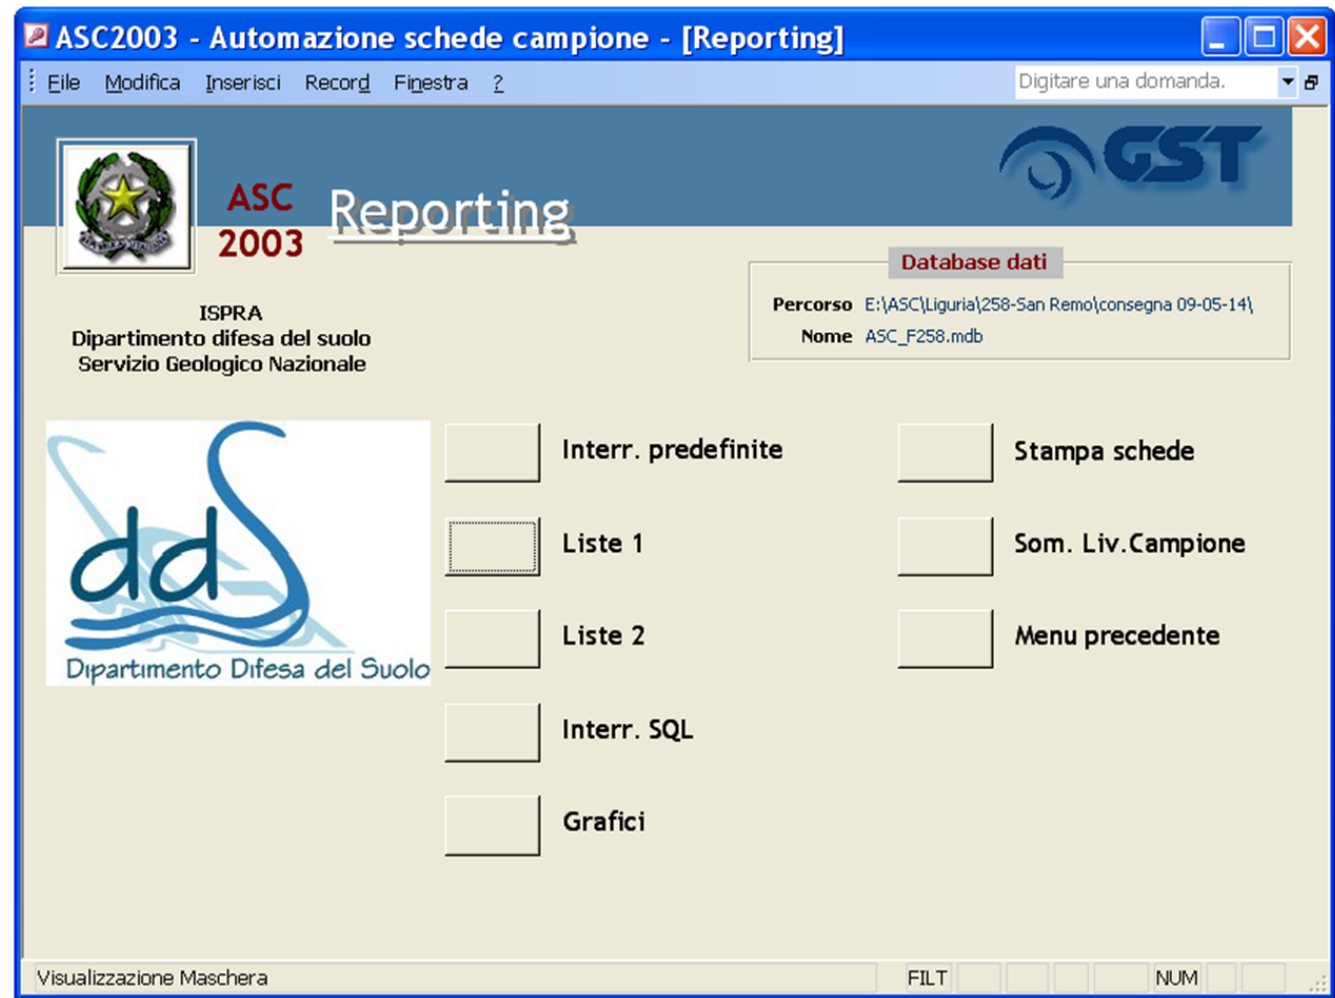 ASC2003 - Automazione schede campione - [Reporting]
File Modifica Inserisci Record Finestra ? Digitare una domanda.
GST
ASC
2003
Reporting
Database dati
Percorso E:\ASC\Liguria\258-San Remo\consegna 09-05-14\
Nome ASC_F258.mdb
ISPRA
Dipartimento difesa del suolo
Servizio Geologico Nazionale
ddS
Dipartimento Difesa del Suolo
Interr. predefinite
Stampa schede
Liste 1
Som. Liv.Campione
Liste 2
Menu precedente
Interr. SQL
Grafici
Visualizzazione Maschera FILT NUM